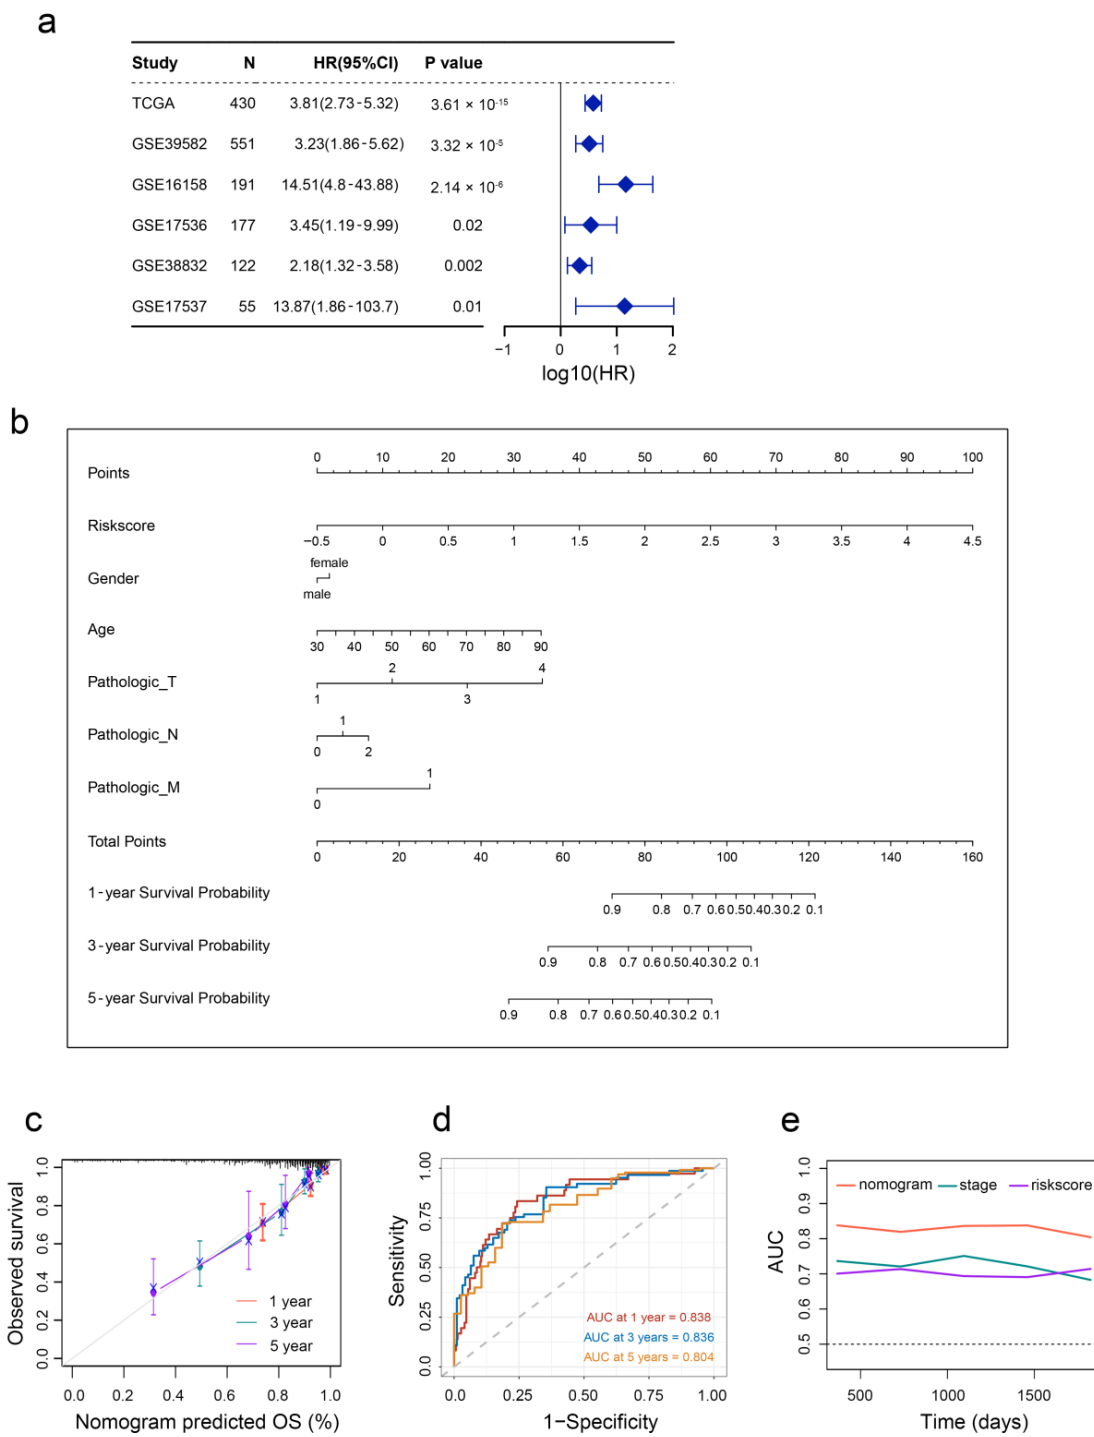 a
Study N HR(95%CI) P value
TCGA 430 3.81(2.73-5.32) 3.61 × 10-15
GSE39582 551 3.23(1.86-5.62) 3.32 × 10-5
GSE16158 191 14.51(4.8-43.88) 2.14 × 10-6
GSE17536 177 3.45(1.19-9.99) 0.02
GSE38832 122 2.18(1.32-3.58) 0.002
GSE17537 55 13.87(1.86-103.7) 0.01
−1 0 1 2
log10(HR)
b
0 10 20 30 40 50 60 70 80 90 100
Points
Riskscore
−0.5 0 0.5 1 1.5 2 2.5 3 3.5 4 4.5
female
Gender
male
Age
30 40 50 60 70 80 90
2 4
Pathologic_T
1 3
1
Pathologic_N
0 2
1
Pathologic_M
0
Total Points
0 20 40 60 80 100 120 140 160
1-year Survival Probability
0.9 0.8 0.7 0.6 0.5 0.4 0.3 0.2 0.1
3-year Survival Probability
0.9 0.8 0.7 0.6 0.5 0.4 0.3 0.2 0.1
5-year Survival Probability
0.9 0.8 0.7 0.6 0.5 0.4 0.3 0.2 0.1
c
Observed survival
1.0
0.8
0.6
0.4
0.2
0.0
1 year
3 year
5 year
0.0 0.2 0.4 0.6 0.8 1.0
Nomogram predicted OS (%)
d
Sensitivity
1.00
0.75
0.50
0.25
0.0
AUC at 1 year = 0.838
AUC at 3 years = 0.836
AUC at 5 years = 0.804
0.0 0.25 0.50 0.75 1.00
1−Specificity
e
AUC
1.0
0.9
0.8
0.7
0.6
0.5
nomogram stage riskscore
500 1000 1500
Time (days)